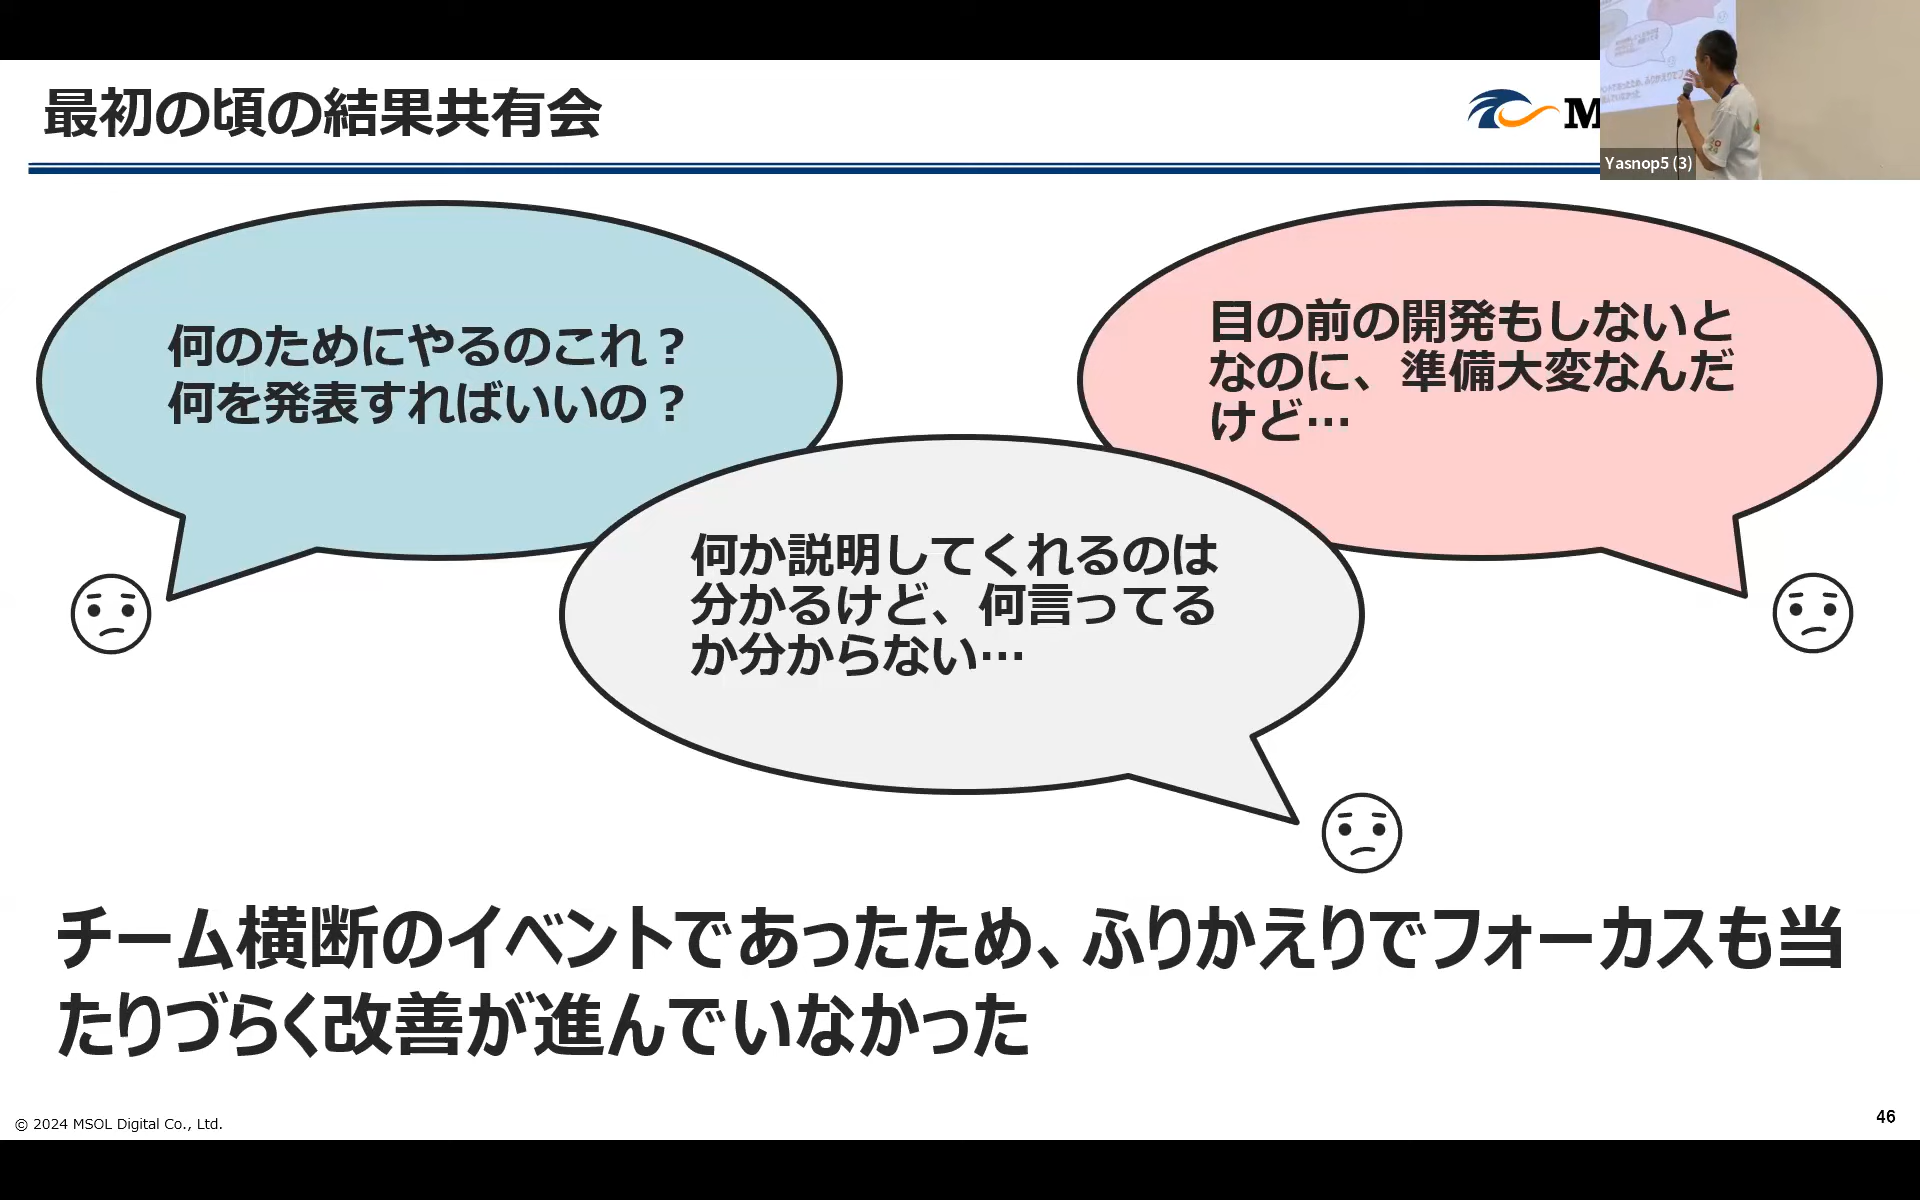 最初の頃の結果共有会
M
Yasnop5 (3)
何のためにやるのこれ？
何を発表すればいいの？
目の前の開発もしないと
なのに、準備大変なんだ
けど…
何か説明してくれるのは
分かるけど、何言ってる
か分からない…
チーム横断のイベントであったため、ふりかえりでフォーカスも当
たりづらく改善が進んでいなかった
© 2024 MSOL Digital Co., Ltd.
46